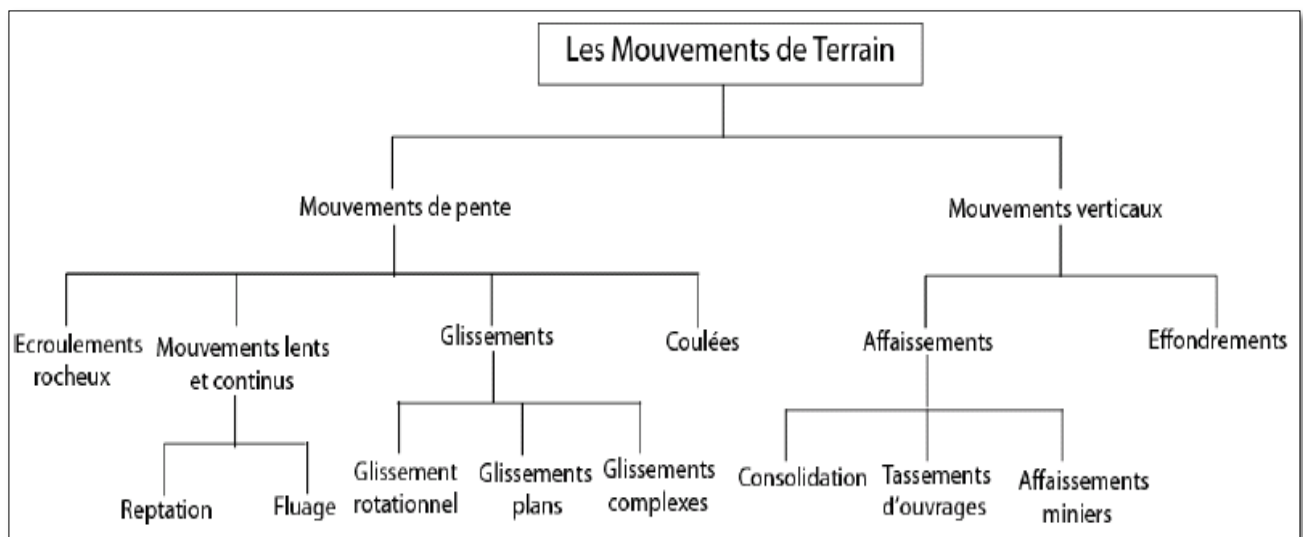 Les Mouvements de Terrain
Mouvements de pente
Mouvements verticaux
Ecroulements
rocheux
Mouvements lents
et continus
Glissements
Coulées
Affaissements
Effondrements
Reptation
Fluage
Glissement
rotationnel
Glissements
plans
Glissements
complexes
Consolidation
Tassements
d'ouvrages
Affaissements
miniers